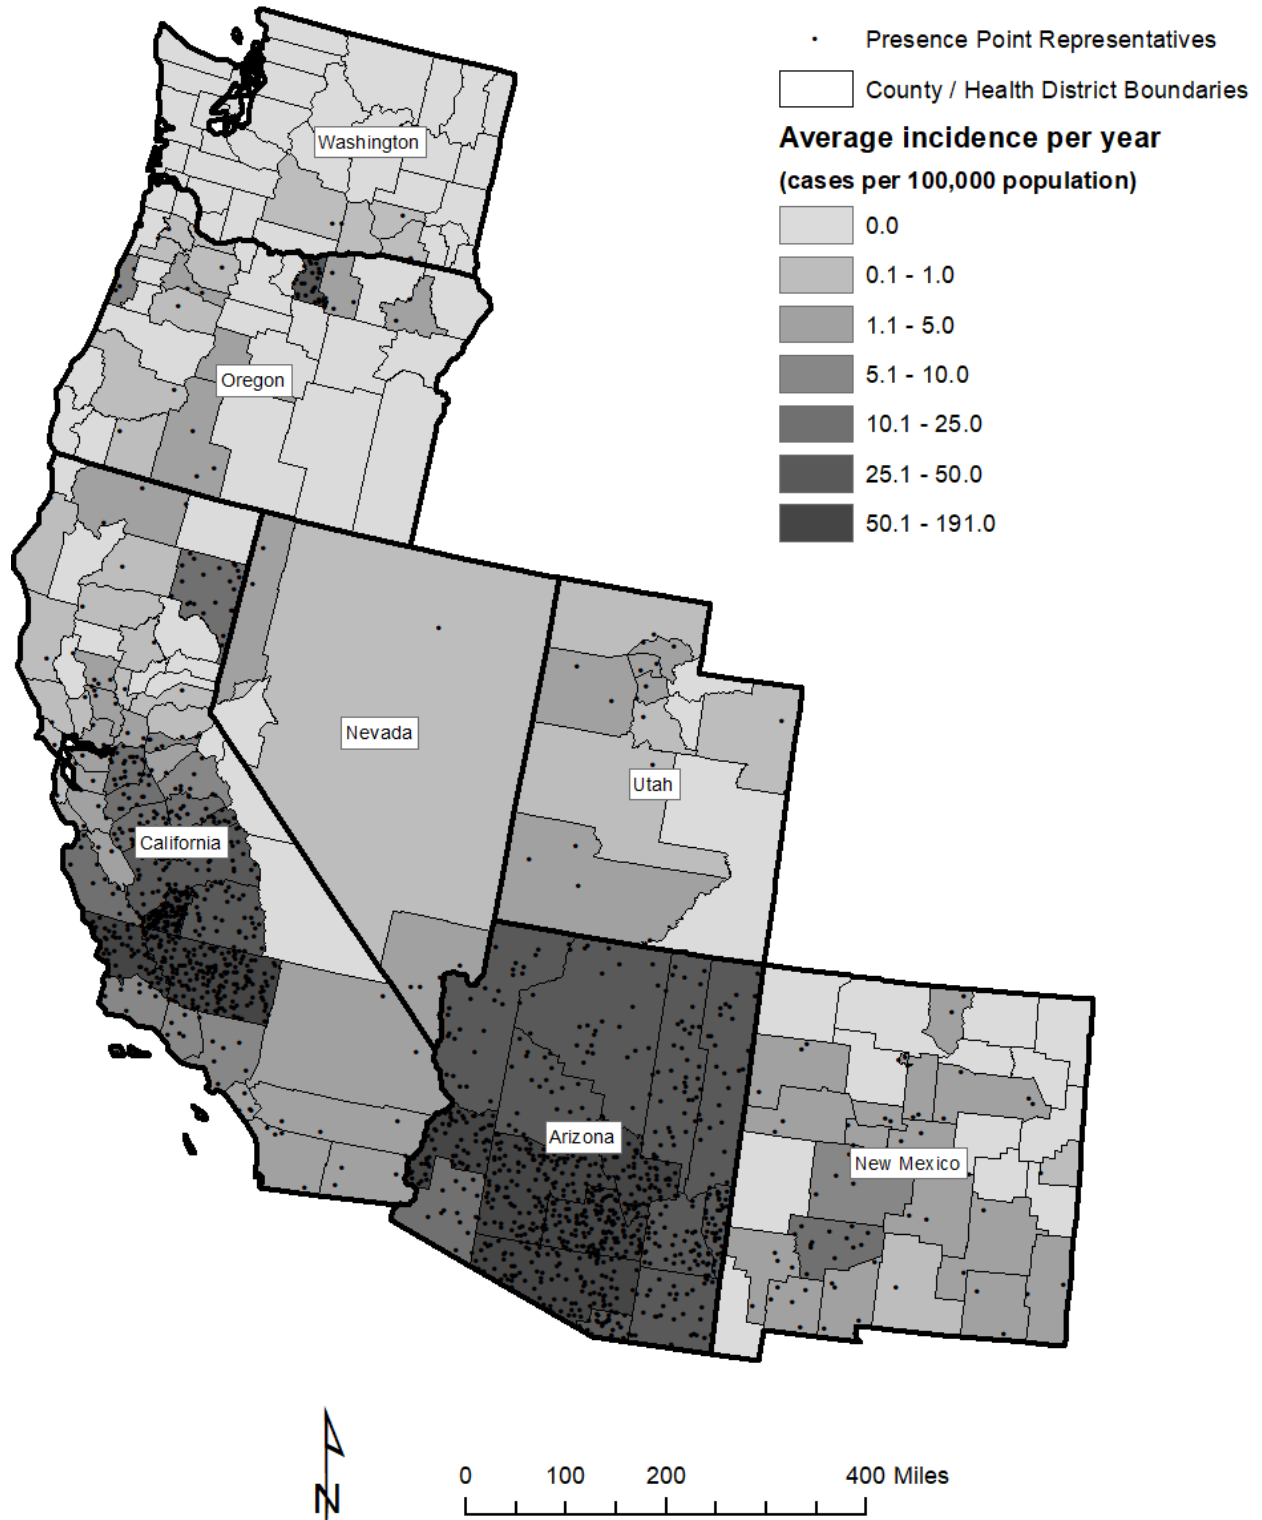 Presence Point Representatives
County / Health District Boundaries
Average incidence per year
(cases per 100,000 population)
0.0
0.1 - 1.0
1.1 - 5.0
5.1 - 10.0
10.1 - 25.0
25.1 - 50.0
50.1 - 191.0
Washington
Oregon
Nevada
Utah
California
Arizona
New Mexico
N
0 100 200 400 Miles